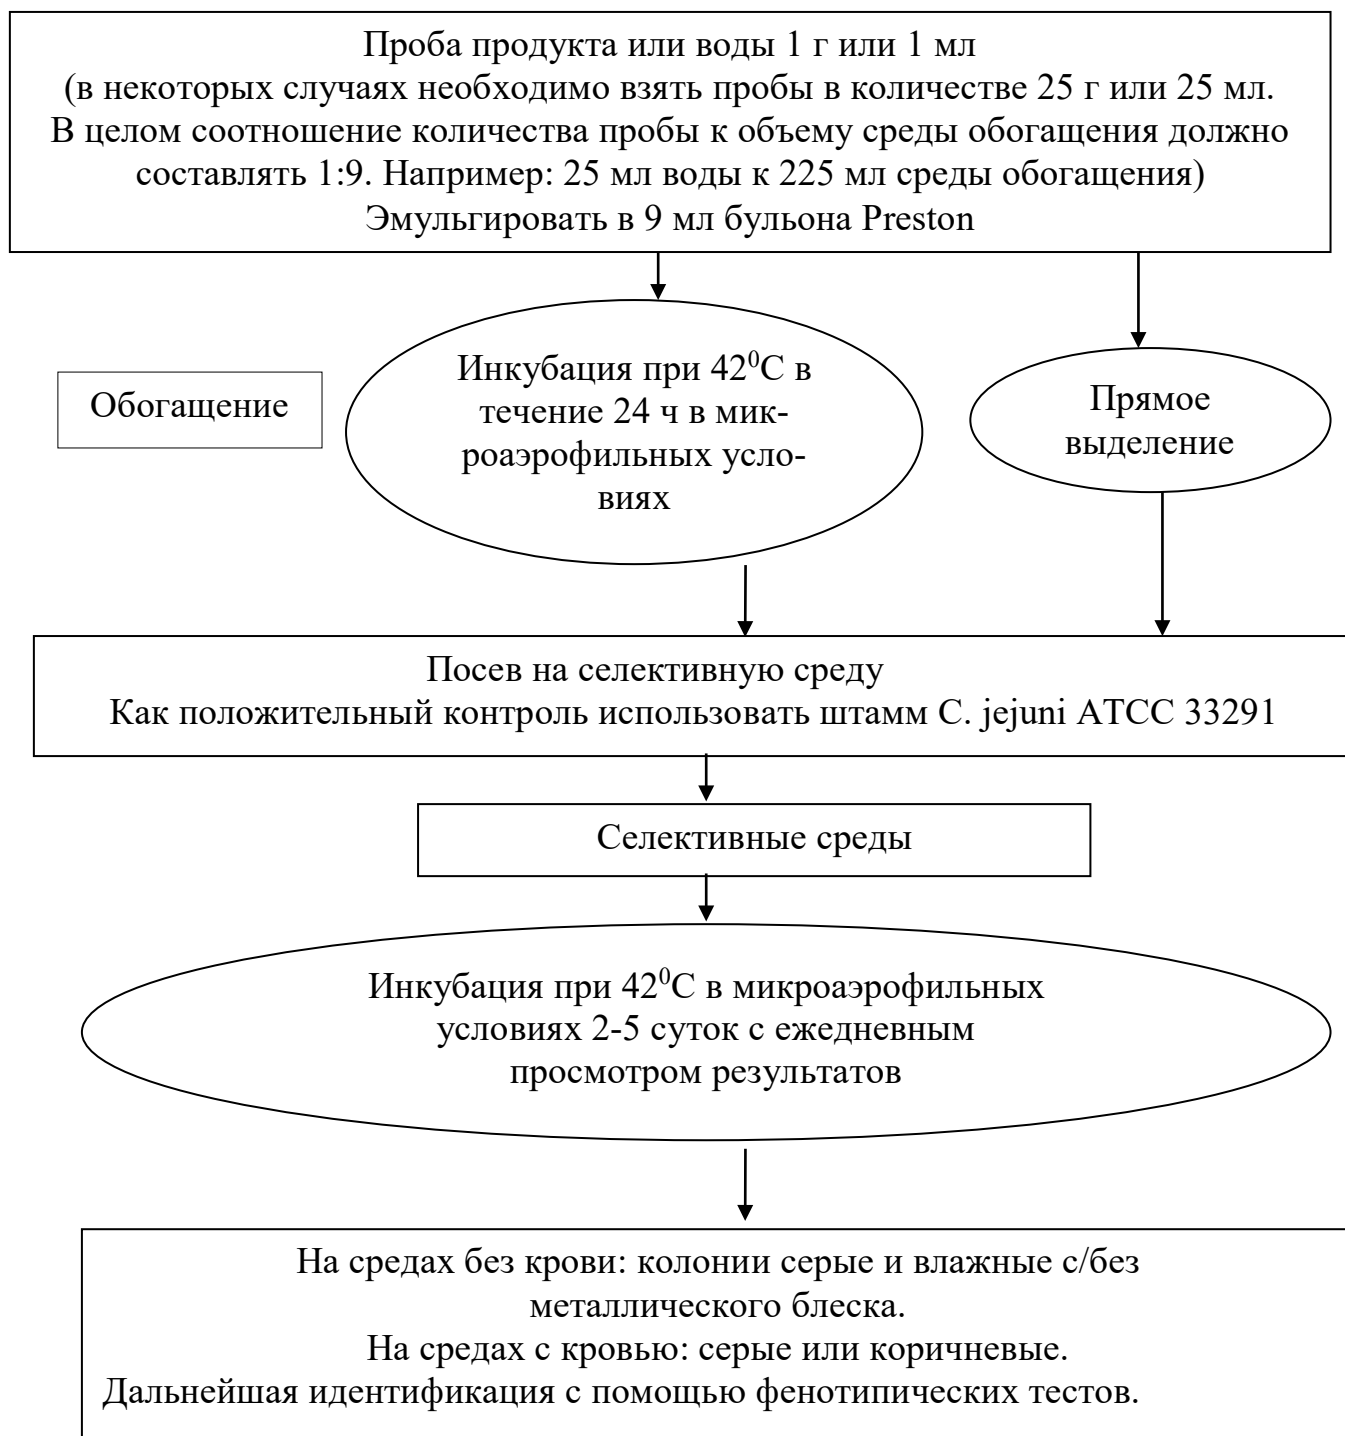 Проба продукта или воды 1 г или 1 мл
(в некоторых случаях необходимо взять пробы в количестве 25 г или 25 мл.
В целом соотношение количества пробы к объему среды обогащения должно
составлять 1:9. Например: 25 мл воды к 225 мл среды обогащения)
Эмульгировать в 9 мл бульона Preston
Обогащение
Инкубация при 42⁰С в
течение 24 ч в мик-
роаэрофильных усло-
виях
Прямое
выделение
Посев на селективную среду
Как положительный контроль использовать штамм C. jejuni ATCC 33291
Селективные среды
Инкубация при 42⁰С в микроаэрофильных
условиях 2-5 суток с ежедневным
просмотром результатов
На средах без крови: колонии серые и влажные с/без
металлического блеска.
На средах с кровью: серые или коричневые.
Дальнейшая идентификация с помощью фенотипических тестов.